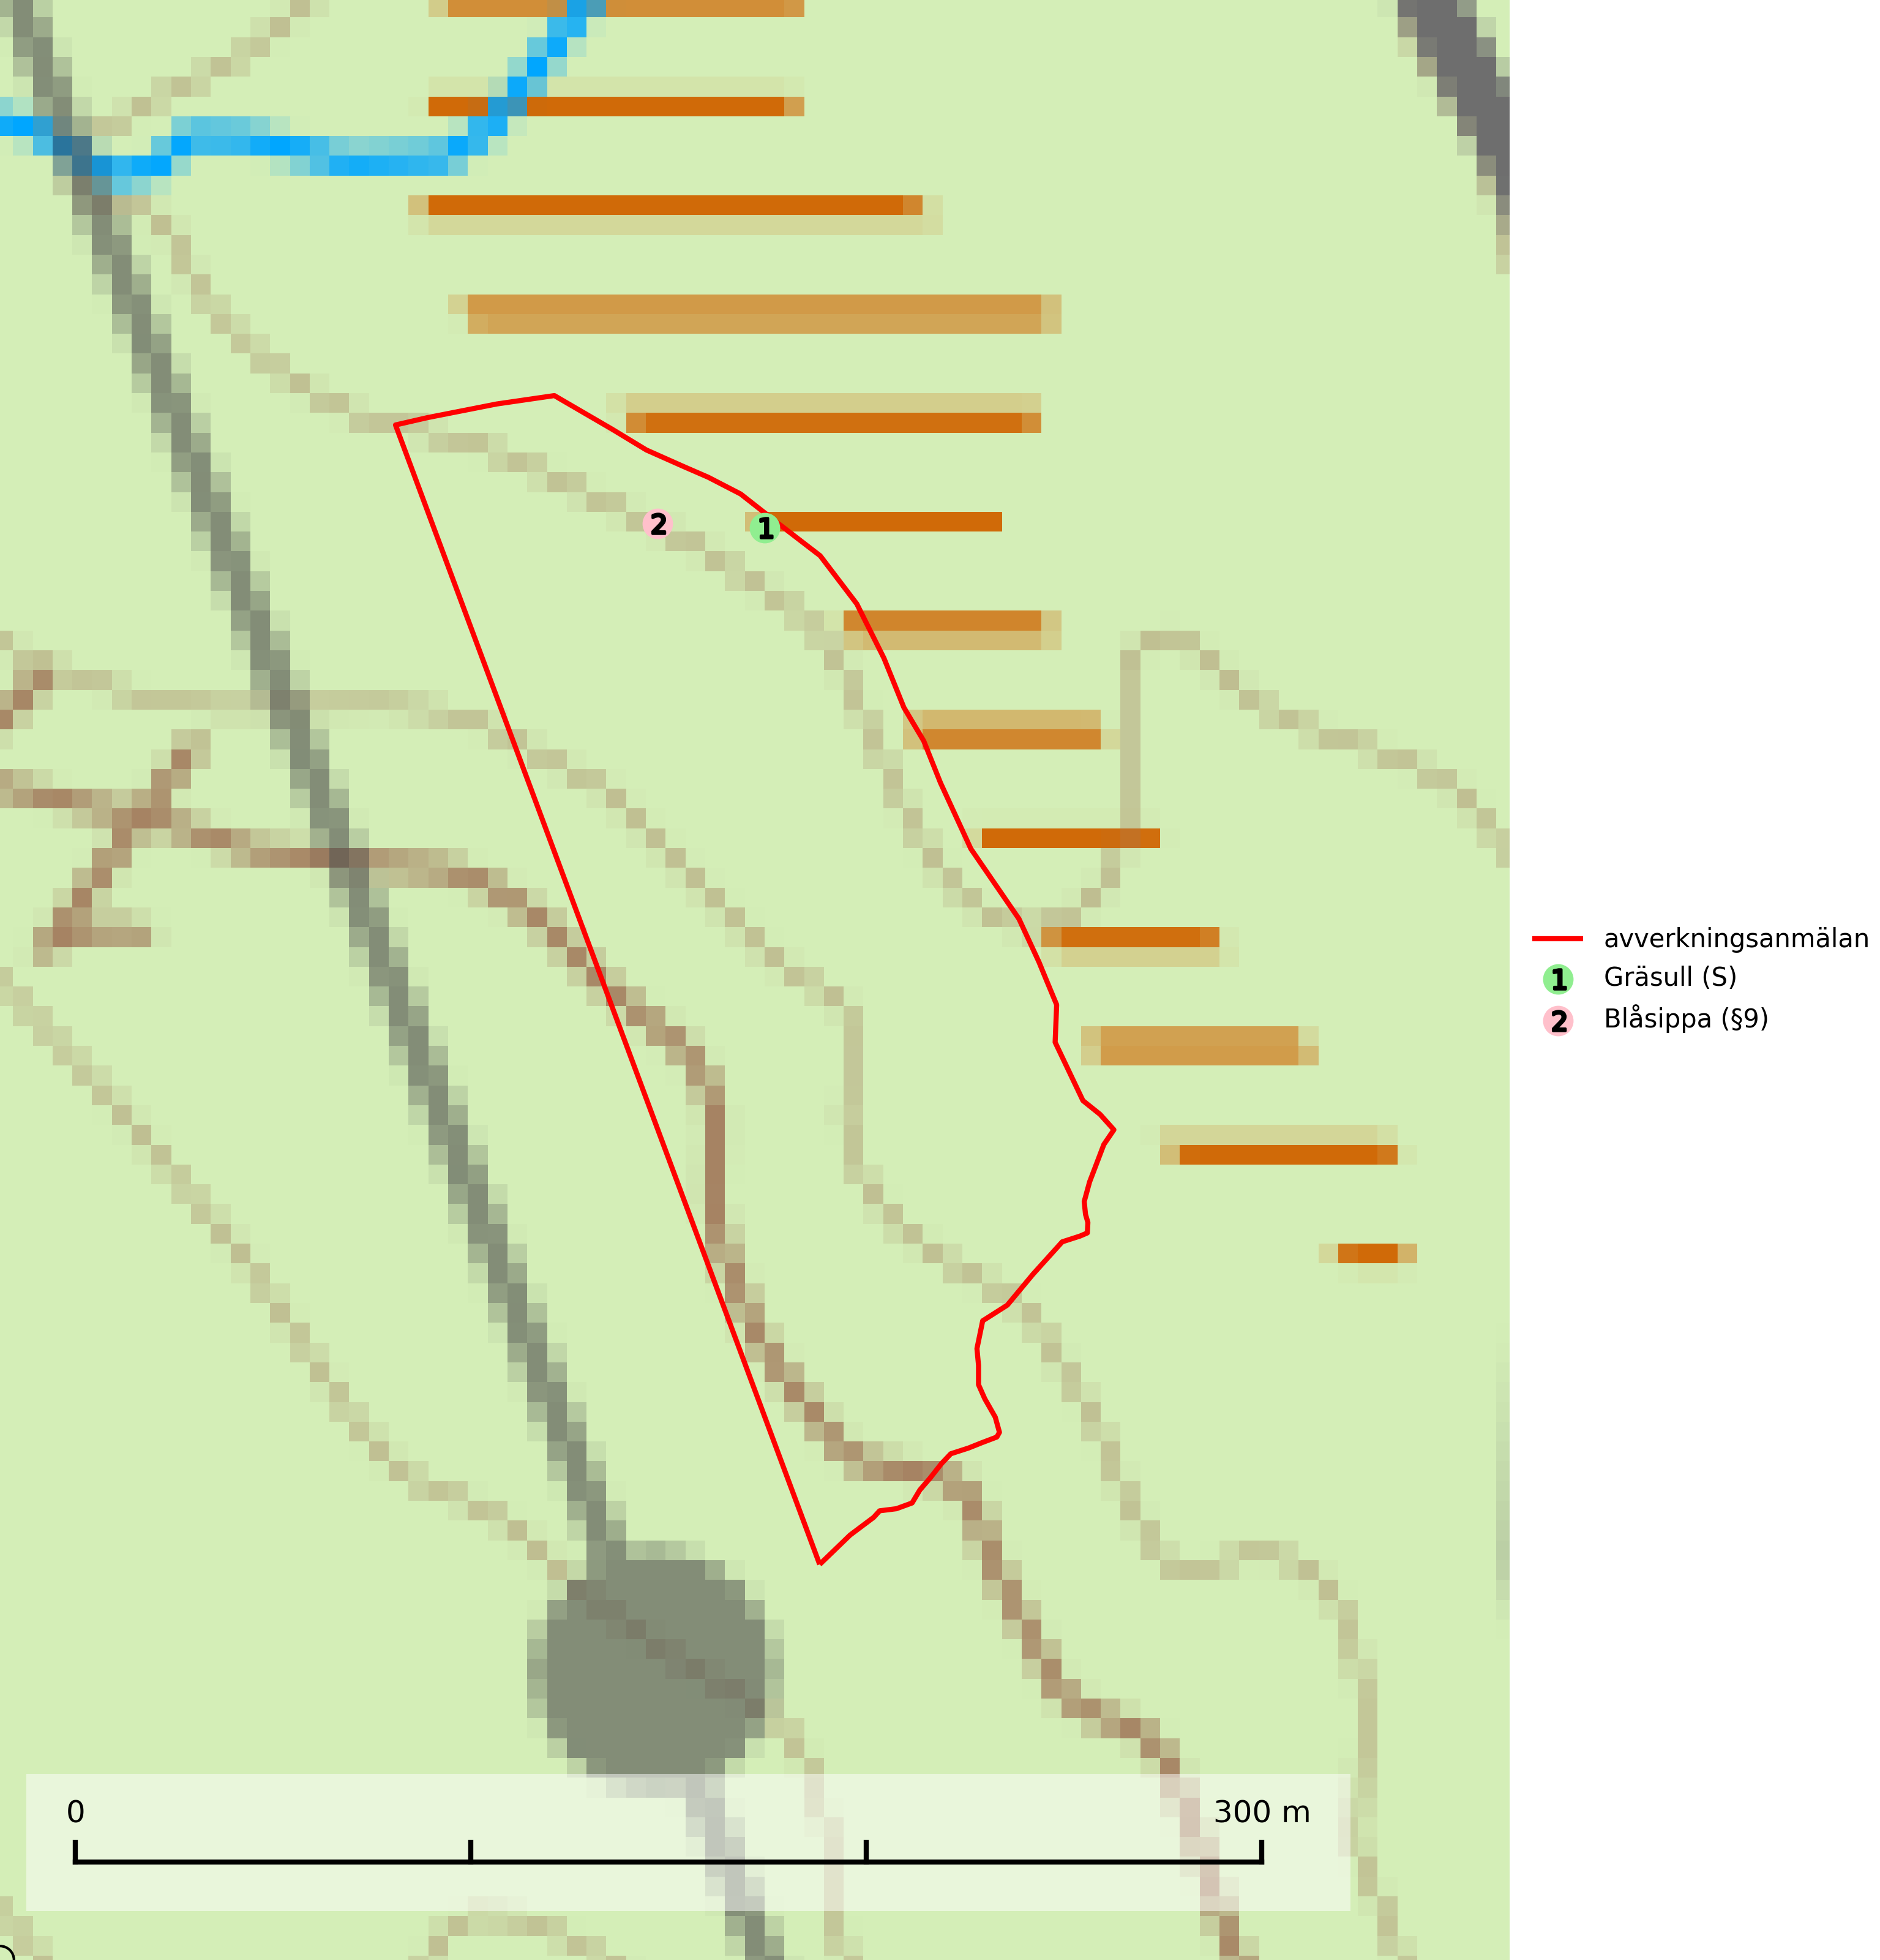 2
1
avverkningsanmälan
1 Gräsull (S)
2 Blåsippa (§9)
0 300 m